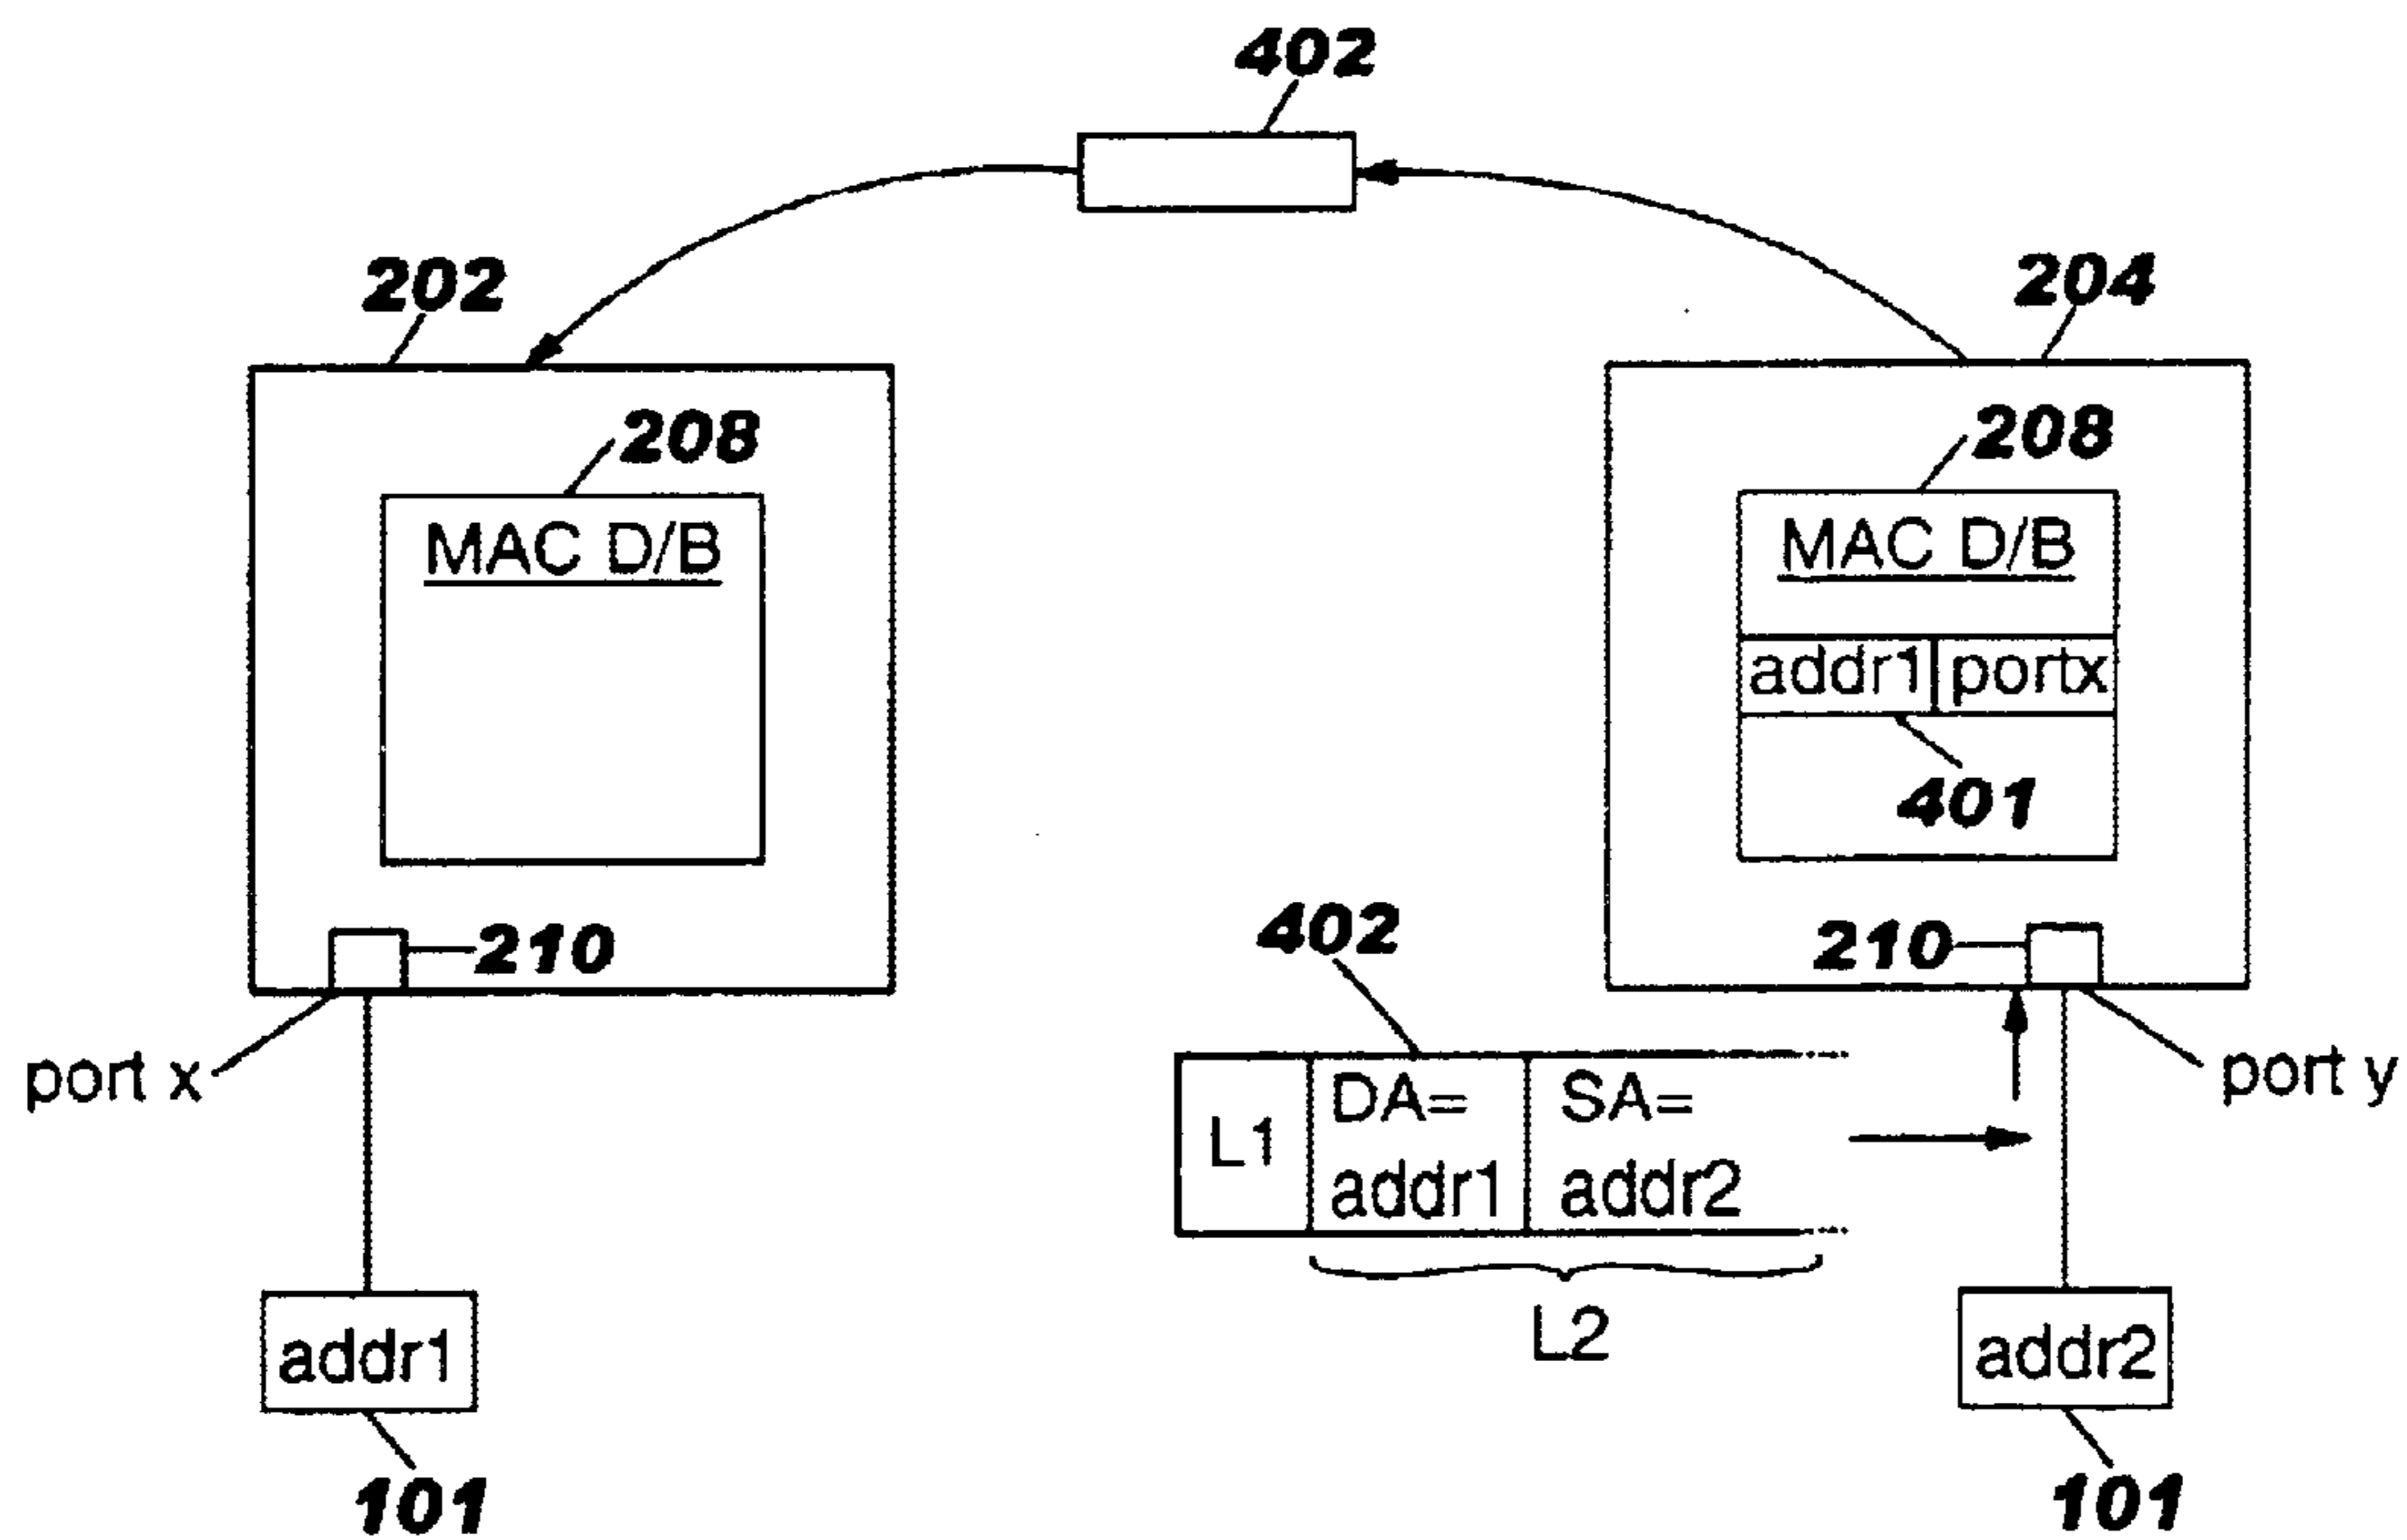 402
202
204
208
208
MAC D/B
MAC D/B
addr1 portx
401
210
210
402
port x
port y
L1
DA=
addr1
SA=
addr2
L2
addr1
addr2
101
101